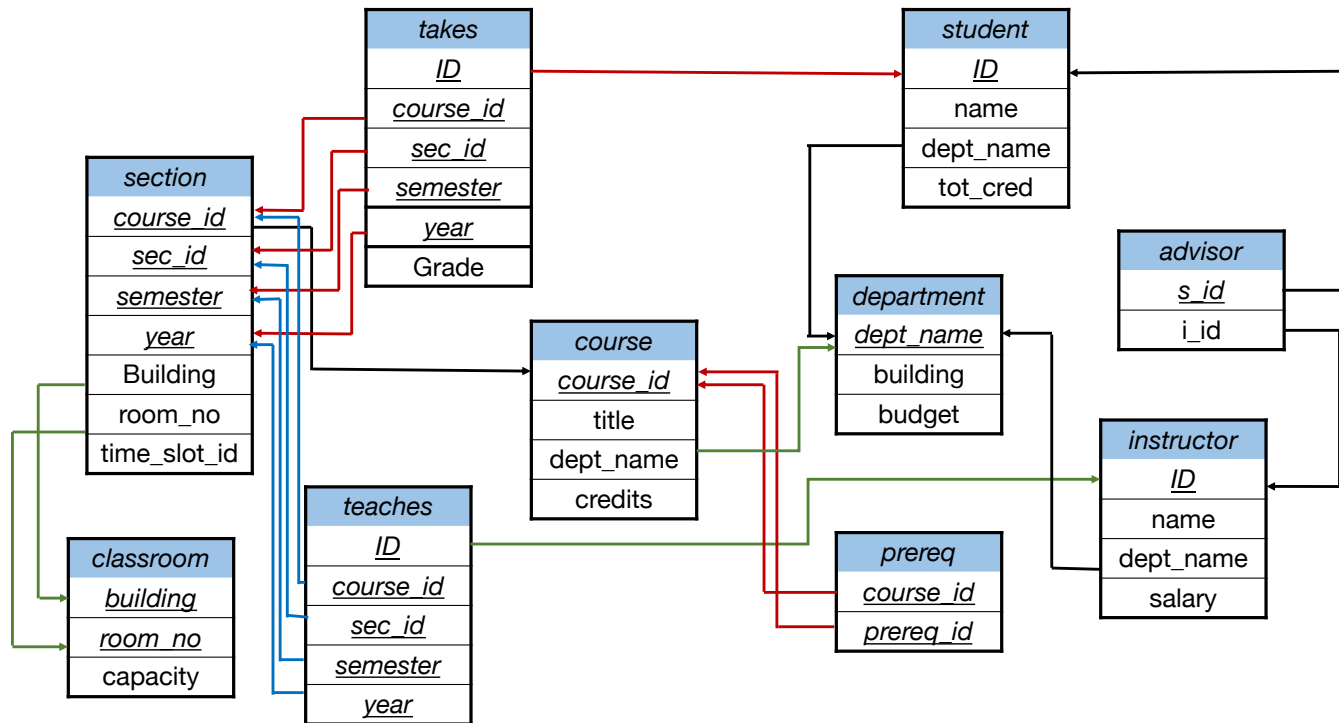 takes
ID
course_id
sec_id
semester
year
Grade
student
ID
name
dept_name
tot_cred
section
course_id
sec_id
semester
year
Building
room_no
time_slot_id
advisor
s_id
i_id
department
dept_name
building
budget
course
course_id
title
dept_name
credits
instructor
ID
name
dept_name
salary
teaches
ID
course_id
sec_id
semester
year
classroom
building
room_no
capacity
prereq
course_id
prereq_id